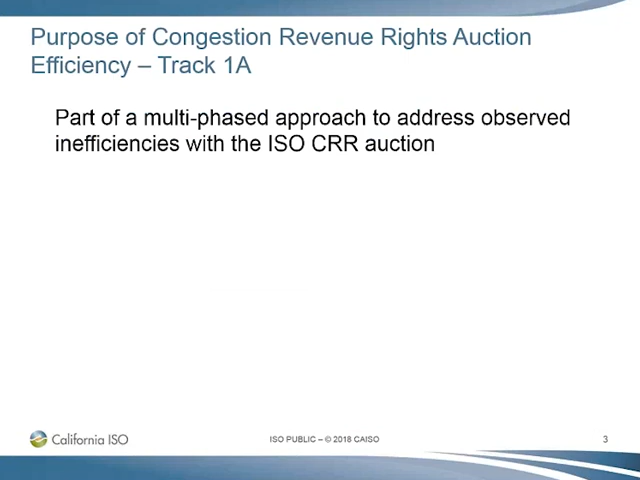 Purpose of Congestion Revenue Rights Auction
Efficiency – Track 1A
Part of a multi-phased approach to address observed
inefficiencies with the ISO CRR auction
California ISO
ISO PUBLIC – © 2018 CAISO
3